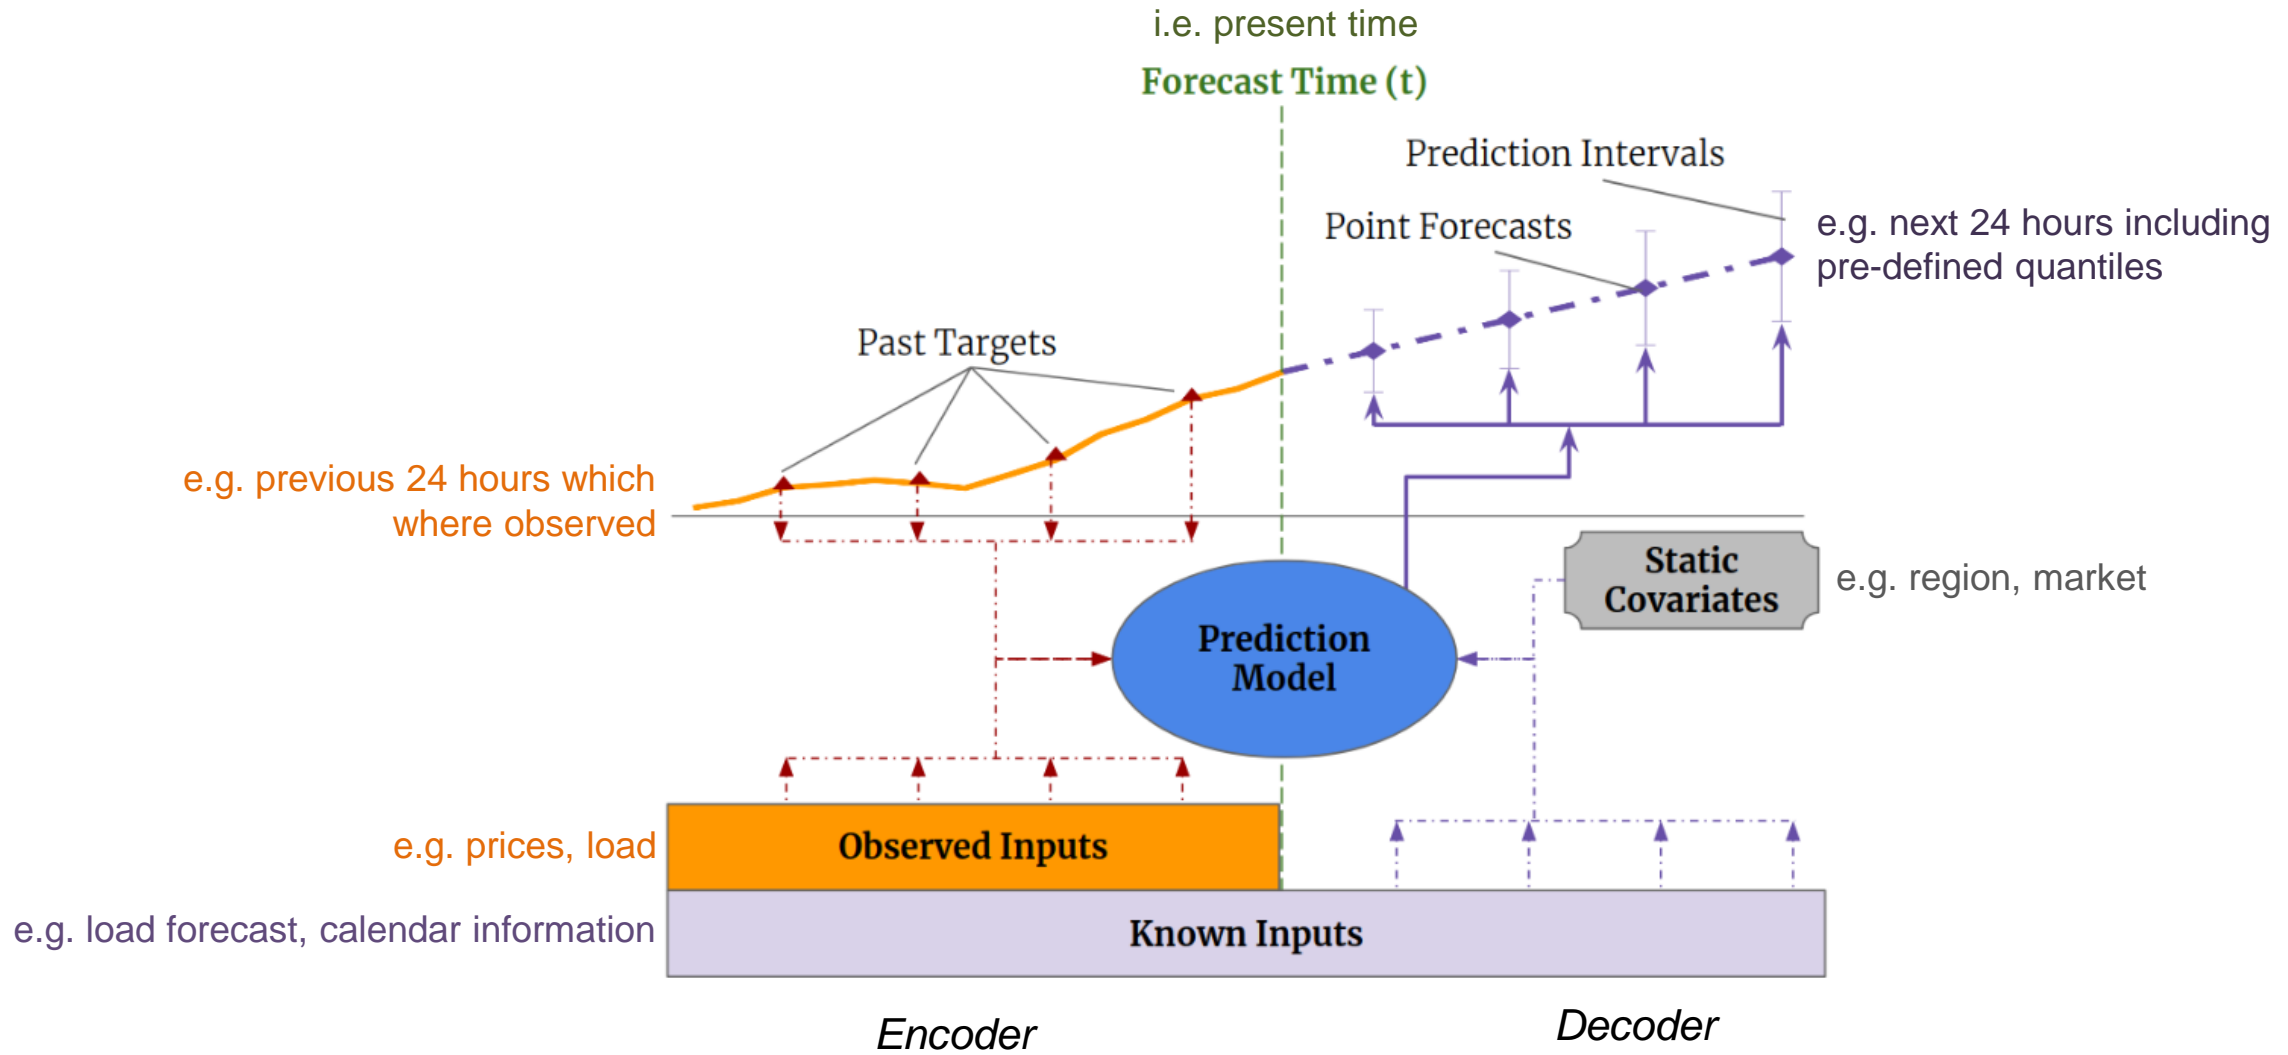 i.e. present time
Forecast Time (t)
Prediction Intervals
Point Forecasts
e.g. next 24 hours including
pre-defined quantiles
Past Targets
e.g. previous 24 hours which
where observed
Static
Covariates
e.g. region, market
Prediction
Model
e.g. prices, load
Observed Inputs
e.g. load forecast, calendar information
Known Inputs
Encoder
Decoder